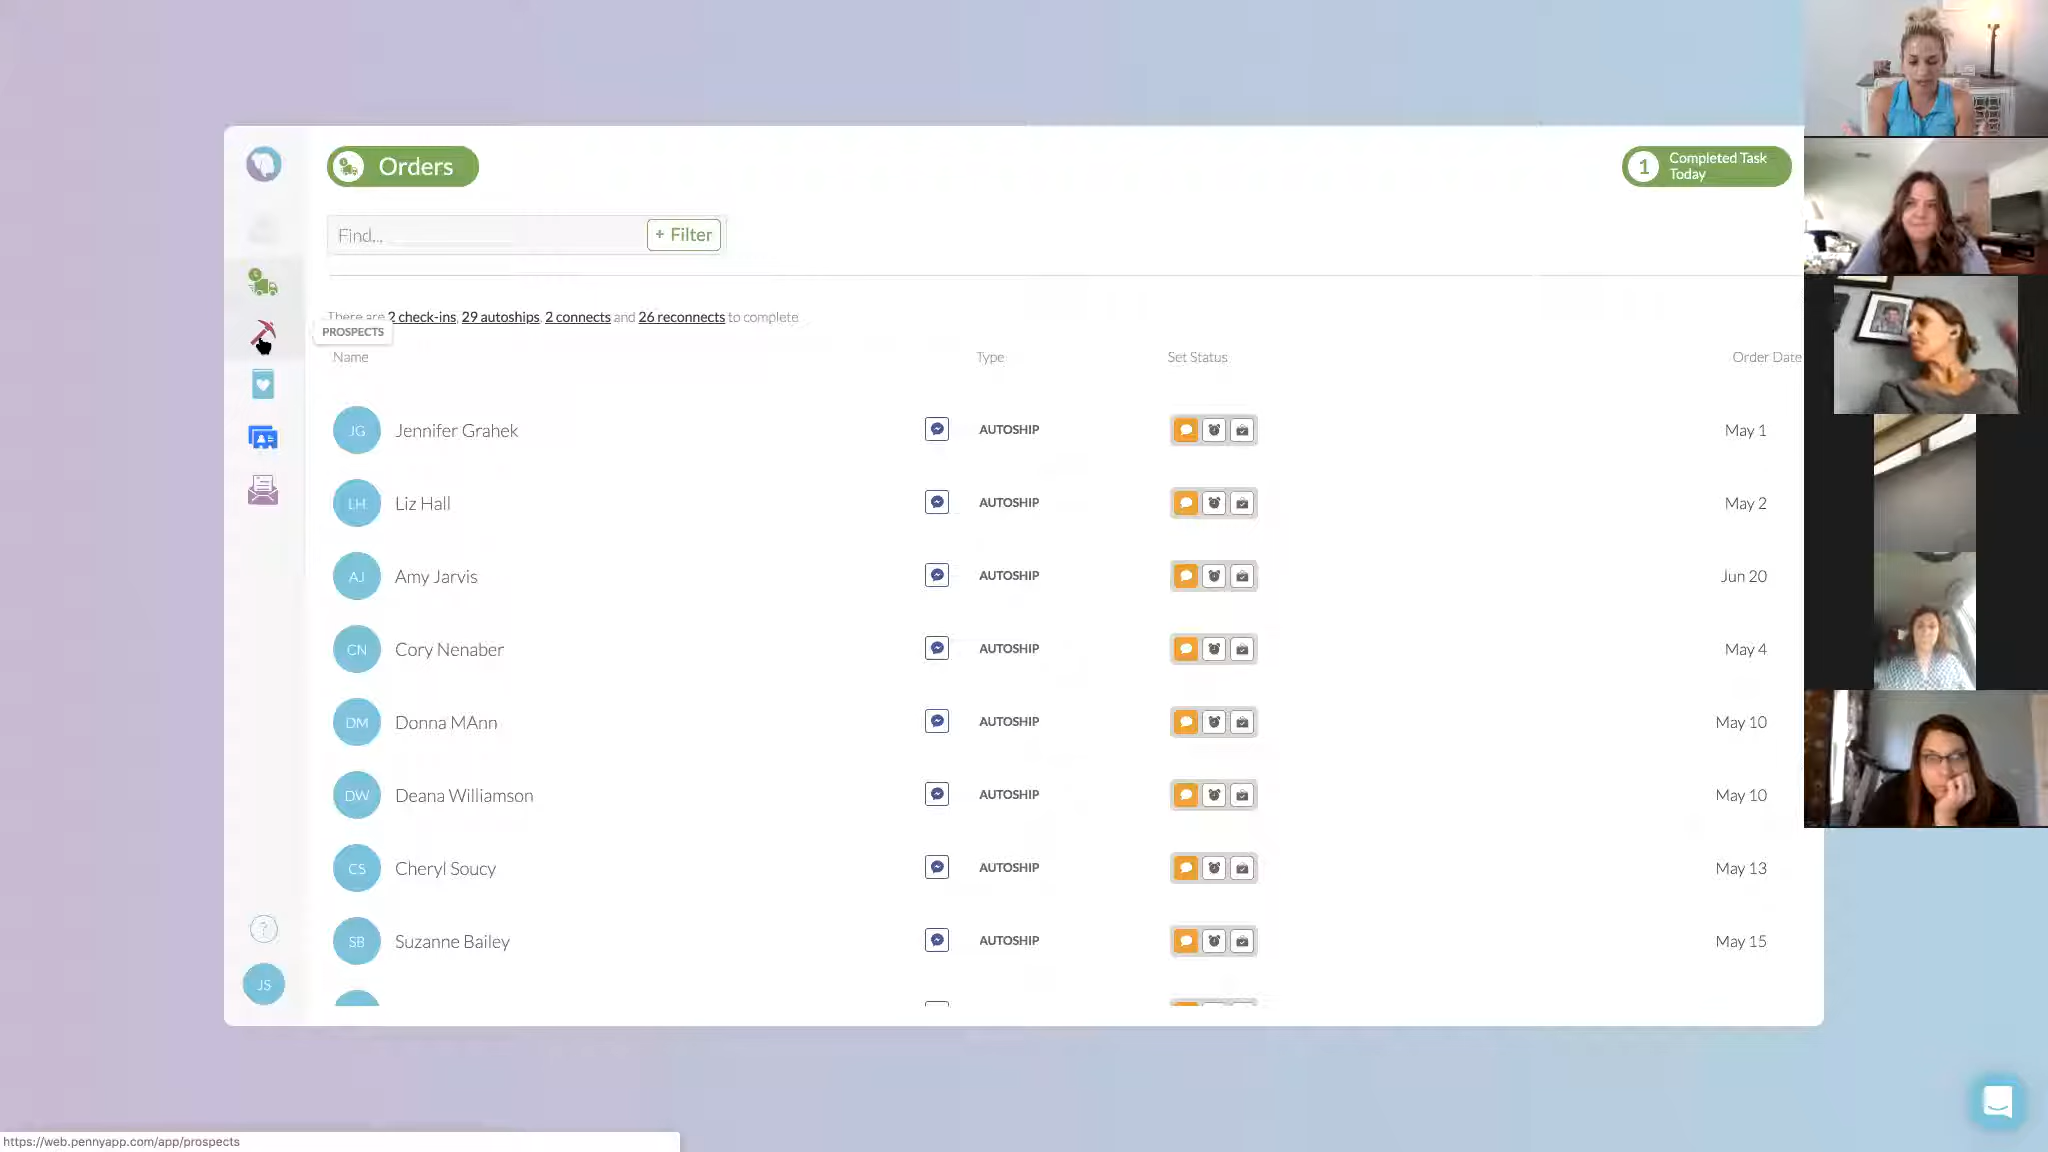 Orders
1 Completed Task
Today
Find...
+ Filter
There are 2 check-ins, 29 autoships, 2 connects and 26 reconnects to complete
PROSPECTS
Name Type Set Status Order Date
JG Jennifer Grahek AUTOSHIP May 1
LH Liz Hall AUTOSHIP May 2
AJ Amy Jarvis AUTOSHIP Jun 20
CN Cory Nenaber AUTOSHIP May 4
DM Donna MAnn AUTOSHIP May 10
DW Deana Williamson AUTOSHIP May 10
CS Cheryl Soucy AUTOSHIP May 13
SB Suzanne Bailey AUTOSHIP May 15
?
JS
https://web.pennyapp.com/app/prospects